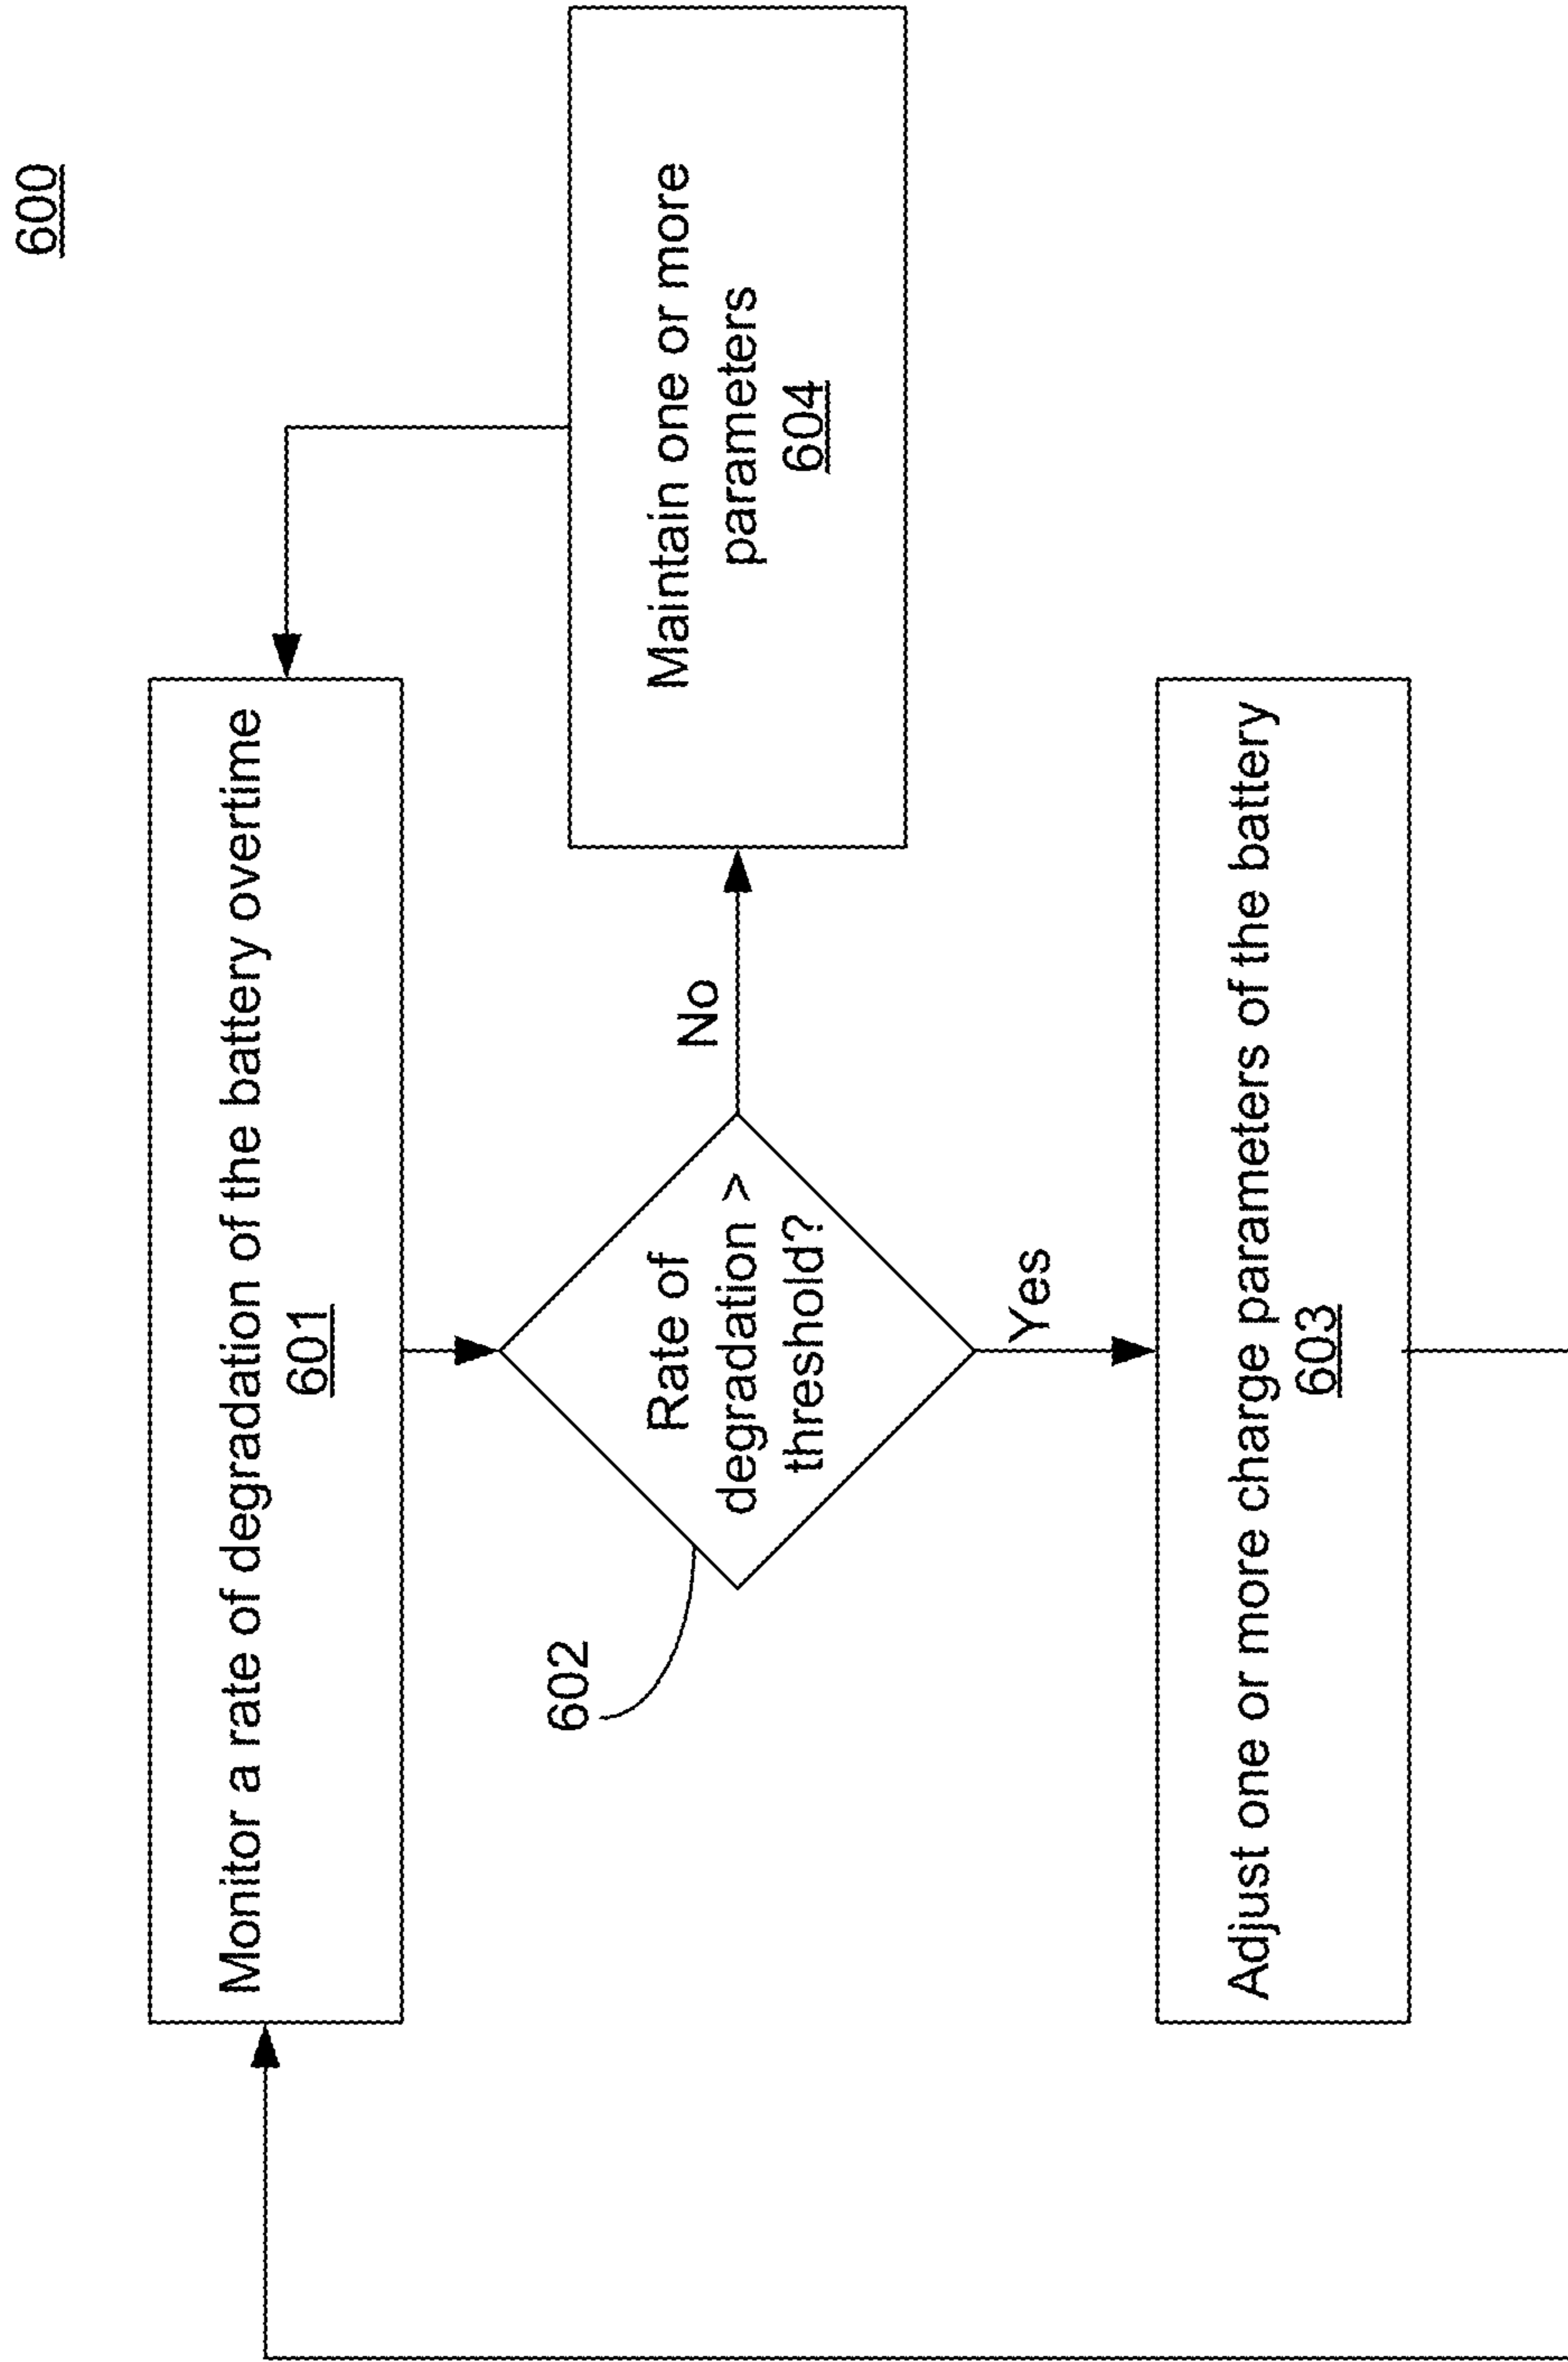 600
Monitor a rate of degradation of the battery overtime
601
602
Rate of
degradation >
threshold?
No
Maintain one or more
parameters
604
Yes
Adjust one or more charge parameters of the battery
603